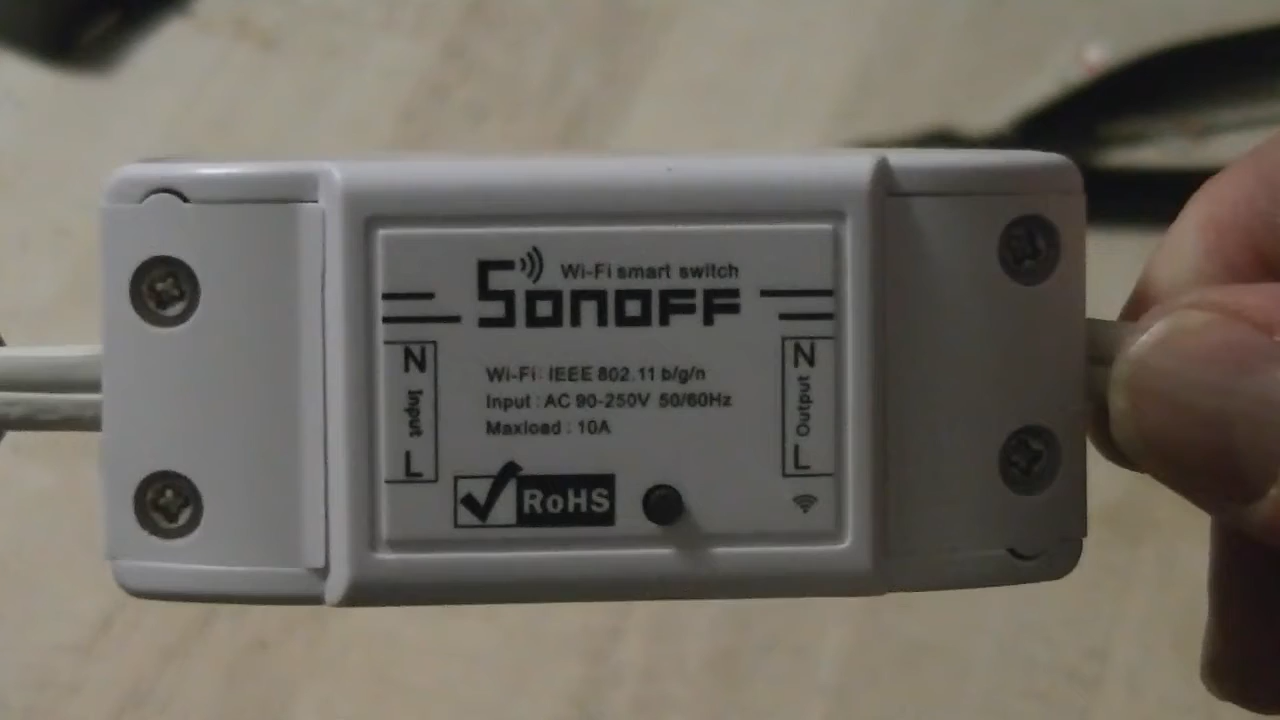 Wi-Fi smart switch
SONOFF
N Input L
Wi-Fi: IEEE 802.11 b/g/n
Input : AC 90-250V 50/60Hz
Maxload : 10A
N Output L
RoHS